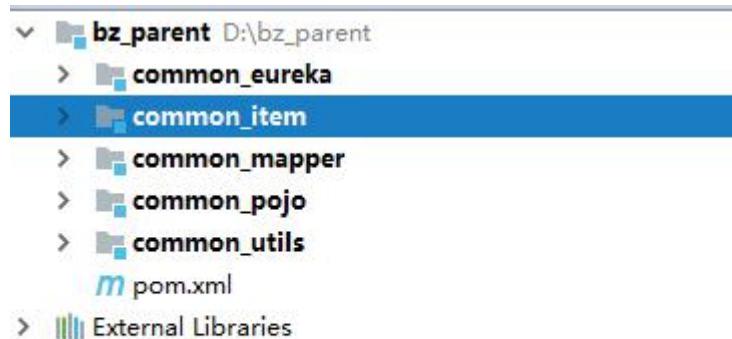 bz_parent D:\bz_parent
common_eureka
common_item
common_mapper
common_pojo
common_utils
m pom.xml
External Libraries